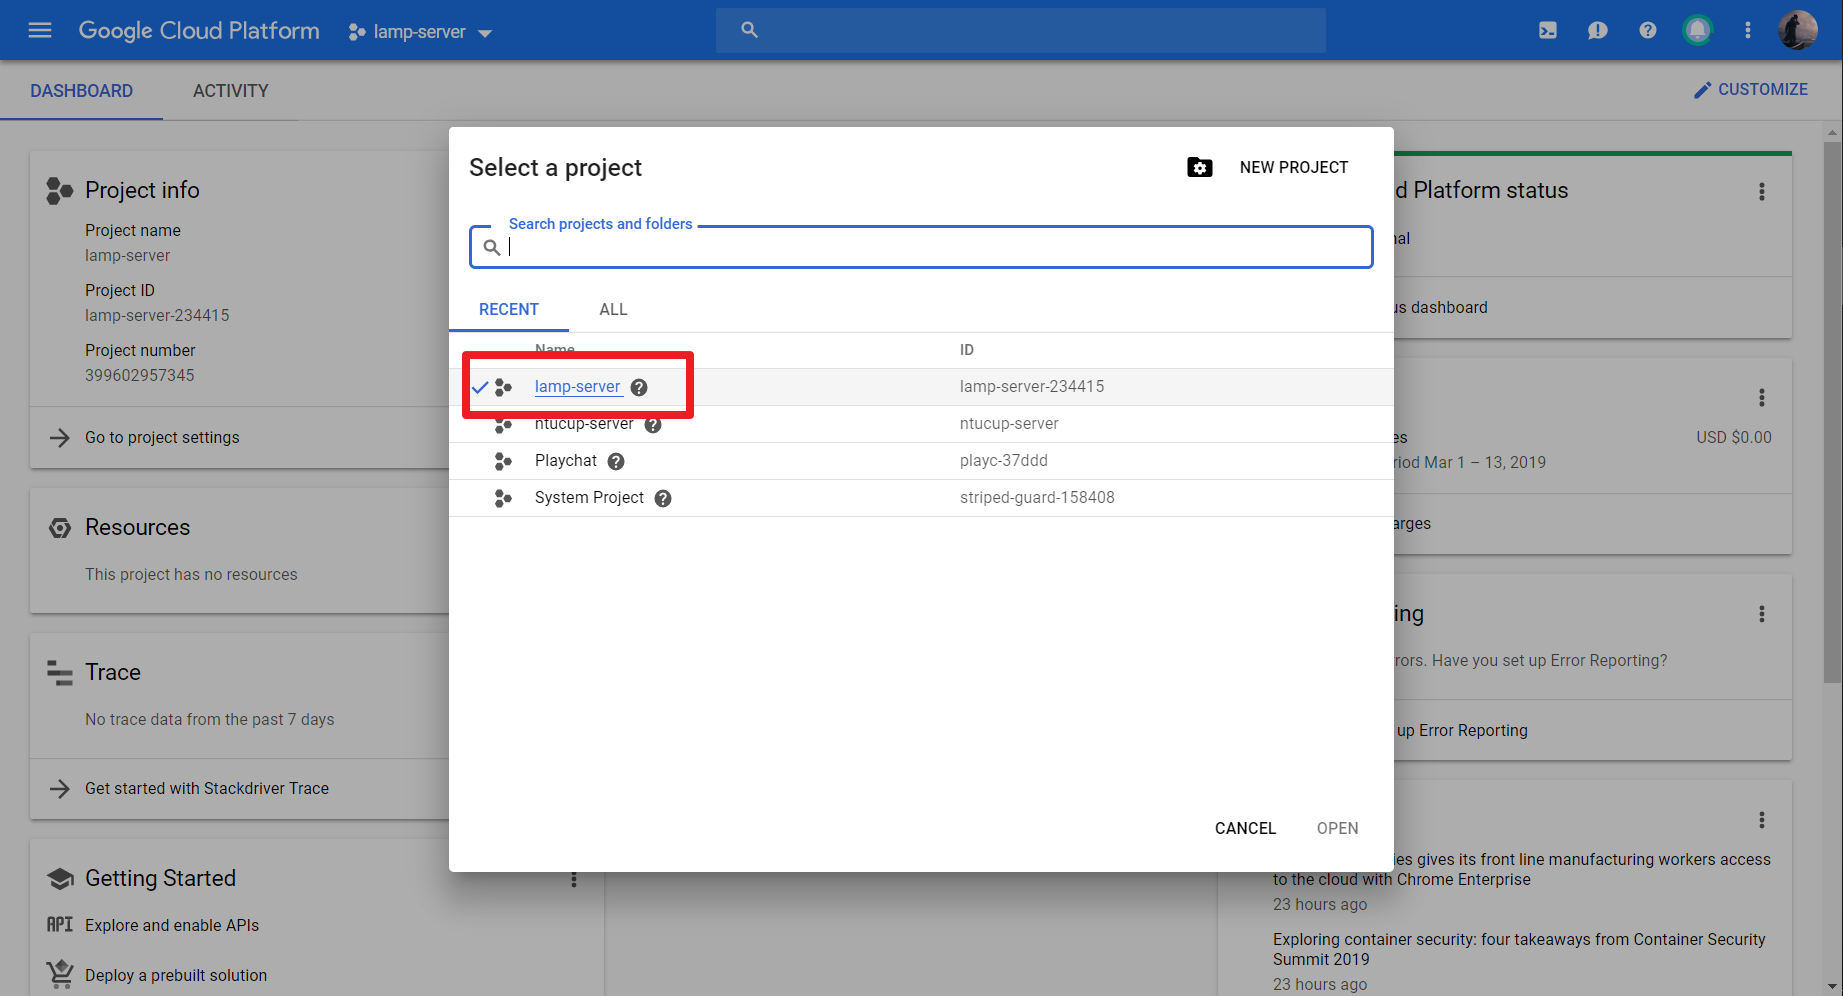 Google Cloud Platform
lamp-server
DASHBOARD
ACTIVITY
CUSTOMIZE
Project info
Project name
lamp-server
Project ID
lamp-server-234415
Project number
399602957345
Go to project settings
Resources
This project has no resources
Trace
No trace data from the past 7 days
Get started with Stackdriver Trace
Getting Started
API Explore and enable APIs
Deploy a prebuilt solution
Select a project
NEW PROJECT
Search projects and folders
RECENT
ALL
Name ID
lamp-server lamp-server-234415
ntucup-server ntucup-server
Playchat playc-37ddd
System Project striped-guard-158408
CANCEL
OPEN
d Platform status
nal
us dashboard
es USD $0.00
riod Mar 1 – 13, 2019
arges
ing
rors. Have you set up Error Reporting?
up Error Reporting
ies gives its front line manufacturing workers access
to the cloud with Chrome Enterprise
23 hours ago
Exploring container security: four takeaways from Container Security
Summit 2019
23 hours ago